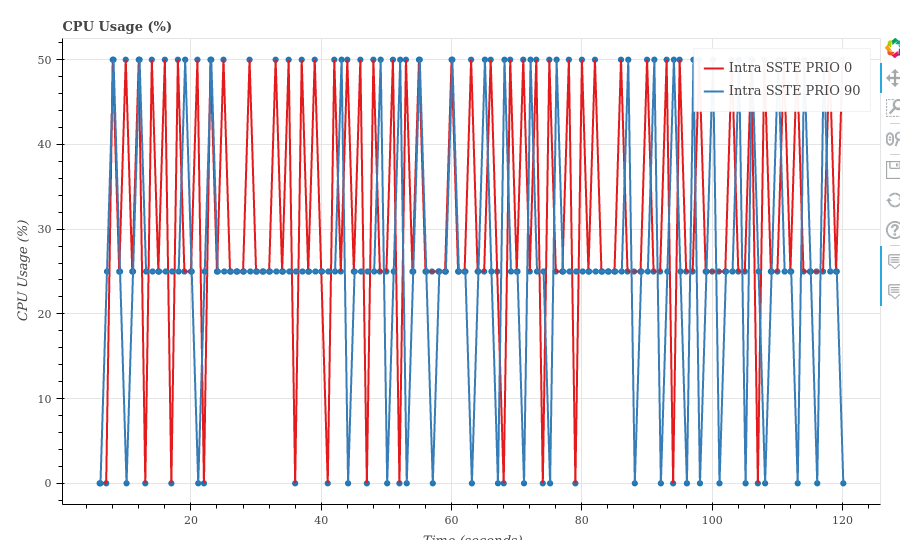 CPU Usage (%)
Intra SSTE PRIO 0
Intra SSTE PRIO 90
CPU Usage (%)
50
40
30
20
10
0
20
40
60
80
100
120
Time (seconds)